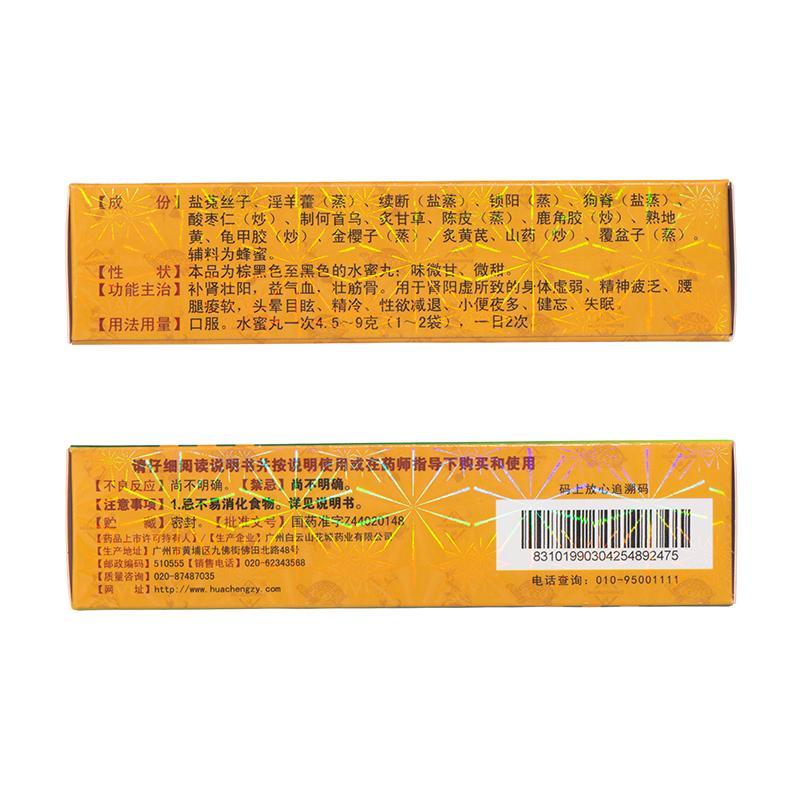 【成 份】盐菟丝子、淫羊藿（蒸）、续断（盐蒸）、锁阳（蒸）、狗脊（盐蒸）、
酸枣仁（炒）、制何首乌、炙甘草、陈皮（蒸）、鹿角胶（炒）、熟地
黄、龟甲胶（炒）、金樱子（蒸）、炙黄芪、山药（炒）、覆盆子（蒸）。
辅料为蜂蜜。
【性 状】本品为棕黑色至黑色的水蜜丸；味微甘、微甜。
【功能主治】补肾壮阳，益气血，壮筋骨。用于肾阳虚所致的身体虚弱、精神疲乏、腰
腿痠软，头晕目眩、精冷、性欲减退、小便夜多、健忘、失眠。
【用法用量】口服。水蜜丸一次4.5～9克（1～2袋），一日2次
请仔细阅读说明书并按说明使用或在药师指导下购买和使用
【不良反应】尚不明确。【禁忌】尚不明确。
【注意事项】1.忌不易消化食物。详见说明书。
【贮 藏】密封。【批准文号】国药准字Z44020148
【药品上市许可持有人】/【生产企业】广州白云山花城药业有限公司
【生产地址】广州市黄埔区九佛街佛田北路48号
【邮政编码】510555【销售电话】020-62343568
【质量咨询】020-87487035
【网 址】http://www.huachengzy.com
码上放心追溯码
83101990304254892475
电话查询：010-95001111